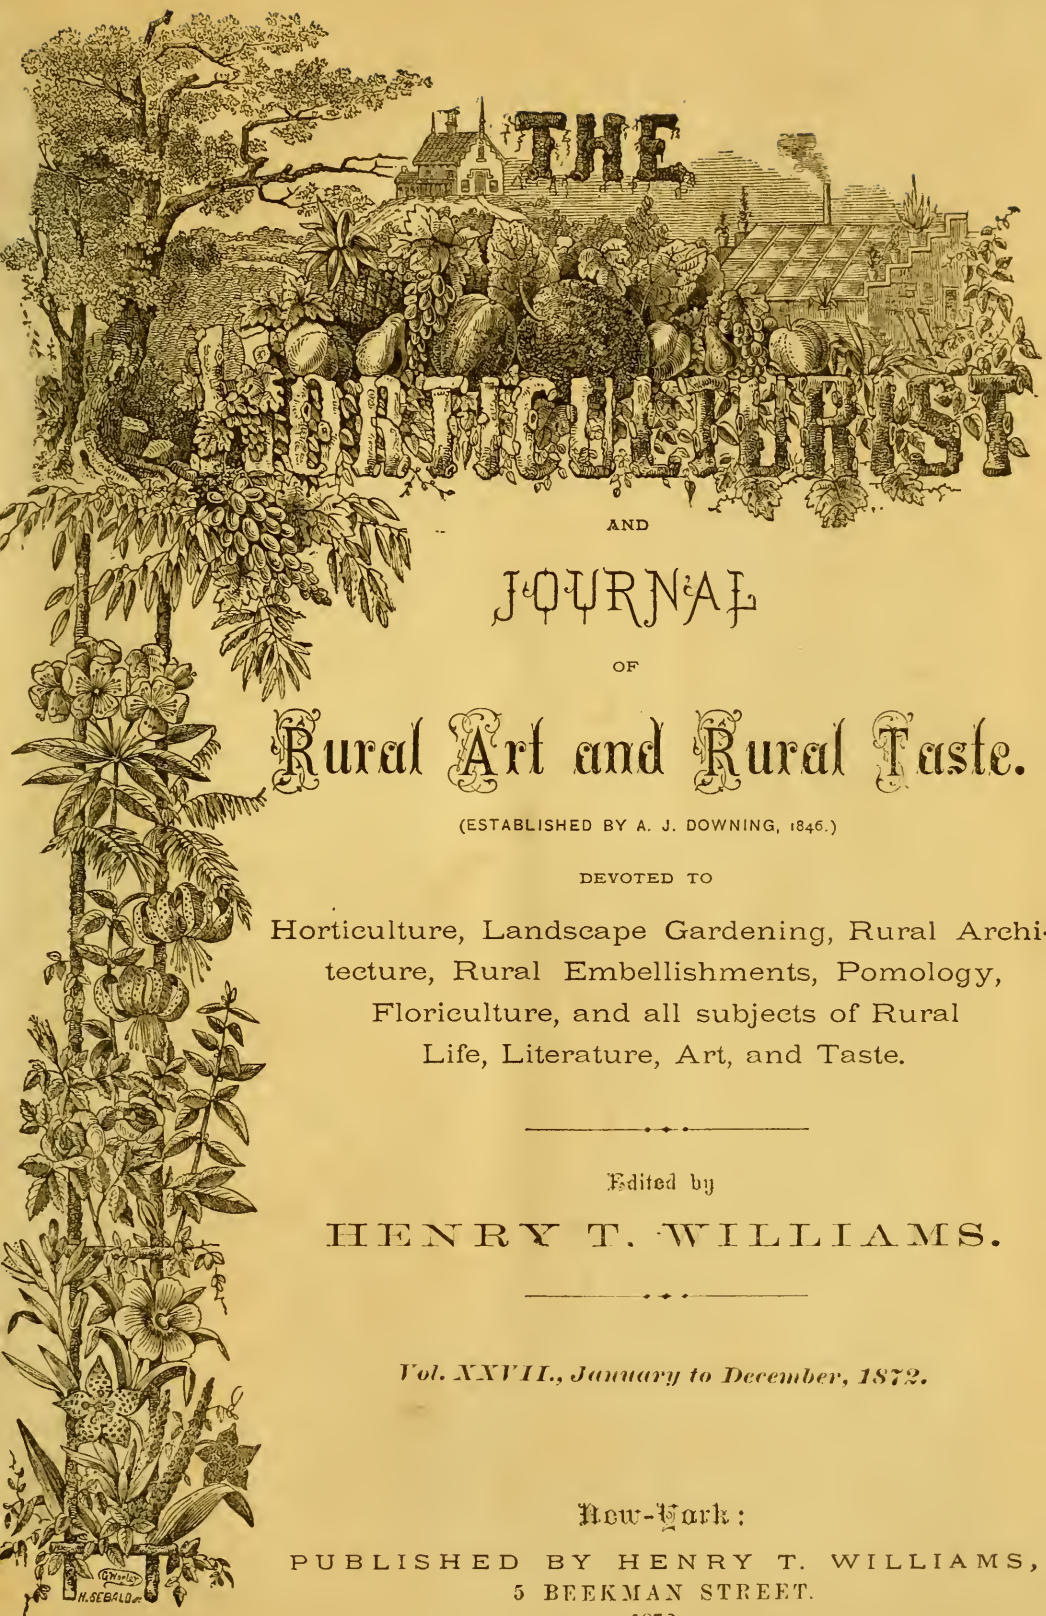 THE
HORTICULTURIST
AND
JOURNAL
OF
Rural Art and Rural Taste.
(ESTABLISHED BY A. J. DOWNING, 1846.)
DEVOTED TO
Horticulture, Landscape Gardening, Rural Archi-
tecture, Rural Embellishments, Pomology,
Floriculture, and all subjects of Rural
Life, Literature, Art, and Taste.
Edited by
HENRY T. WILLIAMS.
Vol. XXVII., January to December, 1872.
New-York:
PUBLISHED BY HENRY T. WILLIAMS,
5 BEEKMAN STREET.
H. SEBALD